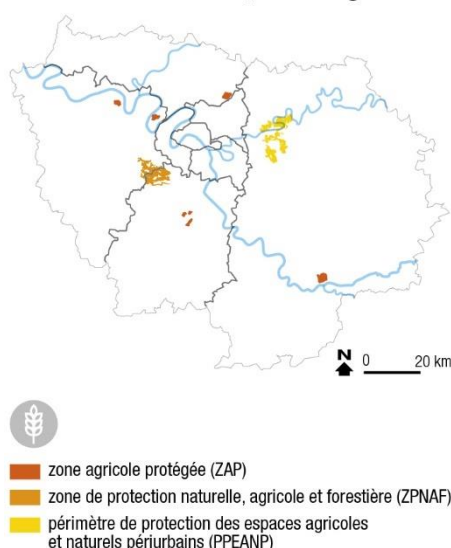 N
0 20 km
zone agricole protégée (ZAP)
zone de protection naturelle, agricole et forestière (ZPNAF)
périmètre de protection des espaces agricoles
et naturels périurbains (PPEANP)